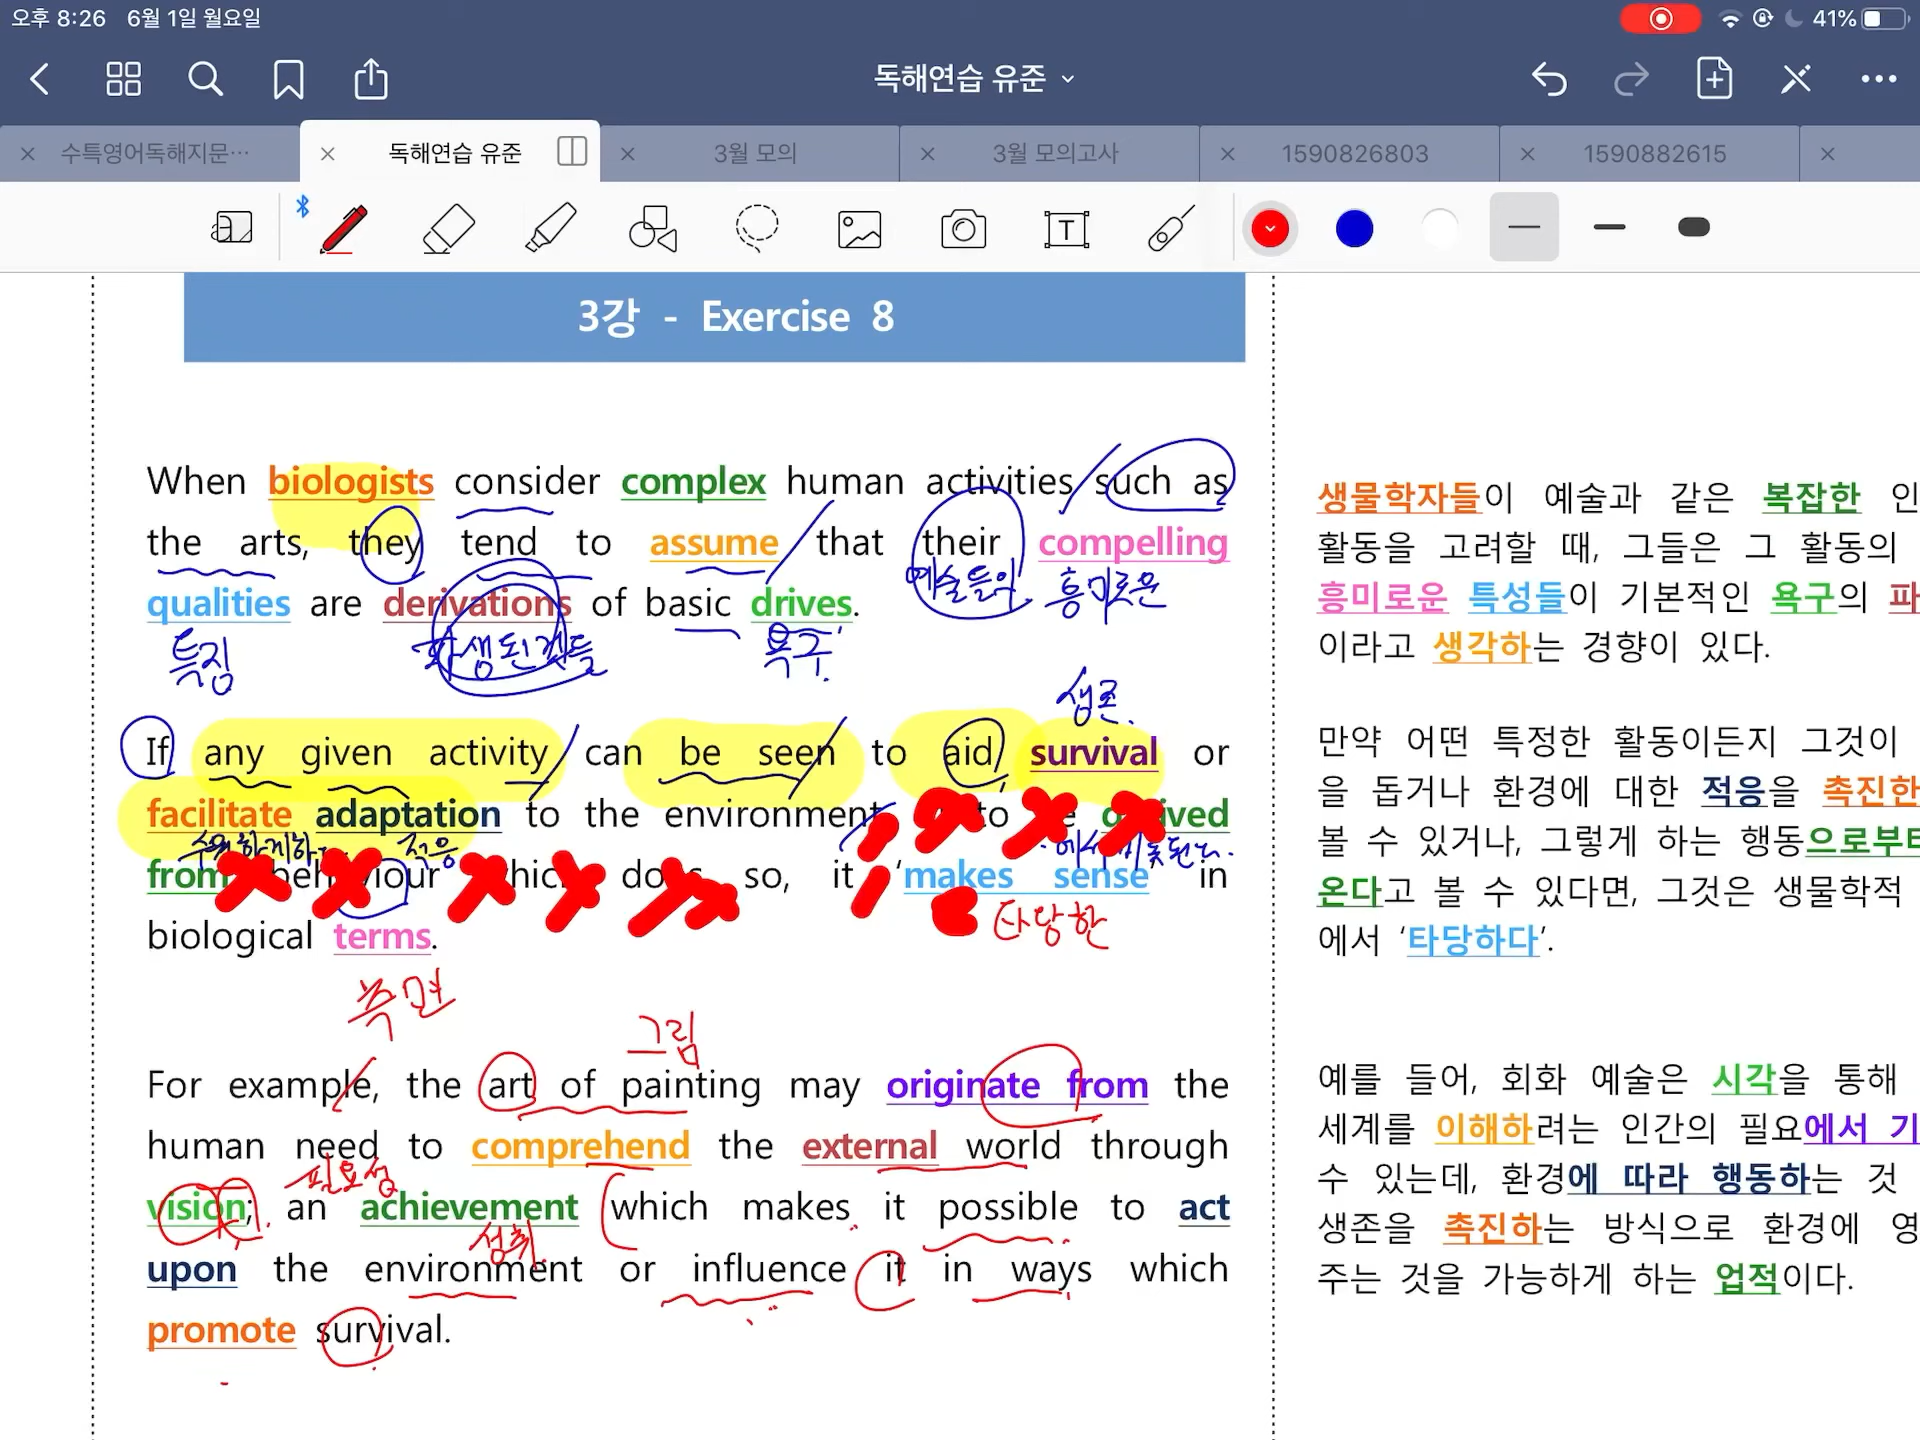 오후 8:26 6월 1일 월요일
41%
독해연습 유준
수특영어독해지문…
독해연습 유준
3월 모의
3월 모의고사
1590826803
1590882615
3강 - Exercise 8
When biologists consider complex human activities such as
the arts, they tend to assume that their compelling
예술들의 흥미로운
qualities are derivations of basic drives.
특징 파생된것들 욕구
생존
If any given activity can be seen to aid survival or
facilitate adaptation to the environment, to be derived
적응
from behaviour which does so, it 'makes sense' in
타당한
biological terms.
측면
그림
For example, the art of painting may originate from the
human need to comprehend the external world through
필요성
vision; an achievement which makes it possible to act
성취
upon the environment or influence it in ways which
promote survival.
생물학자들이 예술과 같은 복잡한 인
활동을 고려할 때, 그들은 그 활동의
흥미로운 특성들이 기본적인 욕구의 파
이라고 생각하는 경향이 있다.
만약 어떤 특정한 활동이든지 그것이
을 돕거나 환경에 대한 적응을 촉진한
볼 수 있거나, 그렇게 하는 행동으로부터
온다고 볼 수 있다면, 그것은 생물학적
에서 '타당하다'.
예를 들어, 회화 예술은 시각을 통해
세계를 이해하려는 인간의 필요에서 기
수 있는데, 환경에 따라 행동하는 것
생존을 촉진하는 방식으로 환경에 영
주는 것을 가능하게 하는 업적이다.